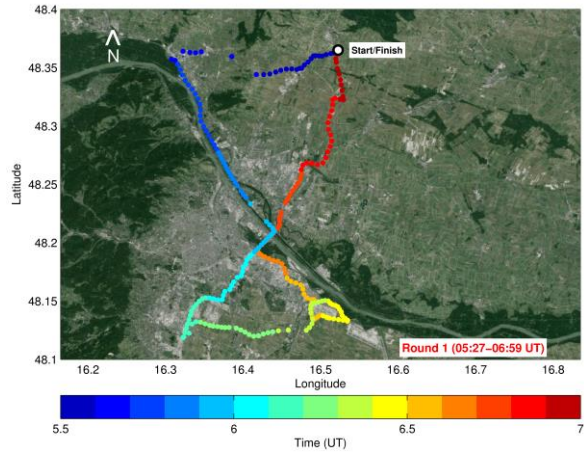 48.4
48.35
48.3
48.25
48.2
48.15
48.1
Latitude
N
Start/Finish
Round 1 (05:27–06:59 UT)
16.2 16.3 16.4 16.5 16.6 16.7 16.8
Longitude
5.5 6 6.5 7
Time (UT)